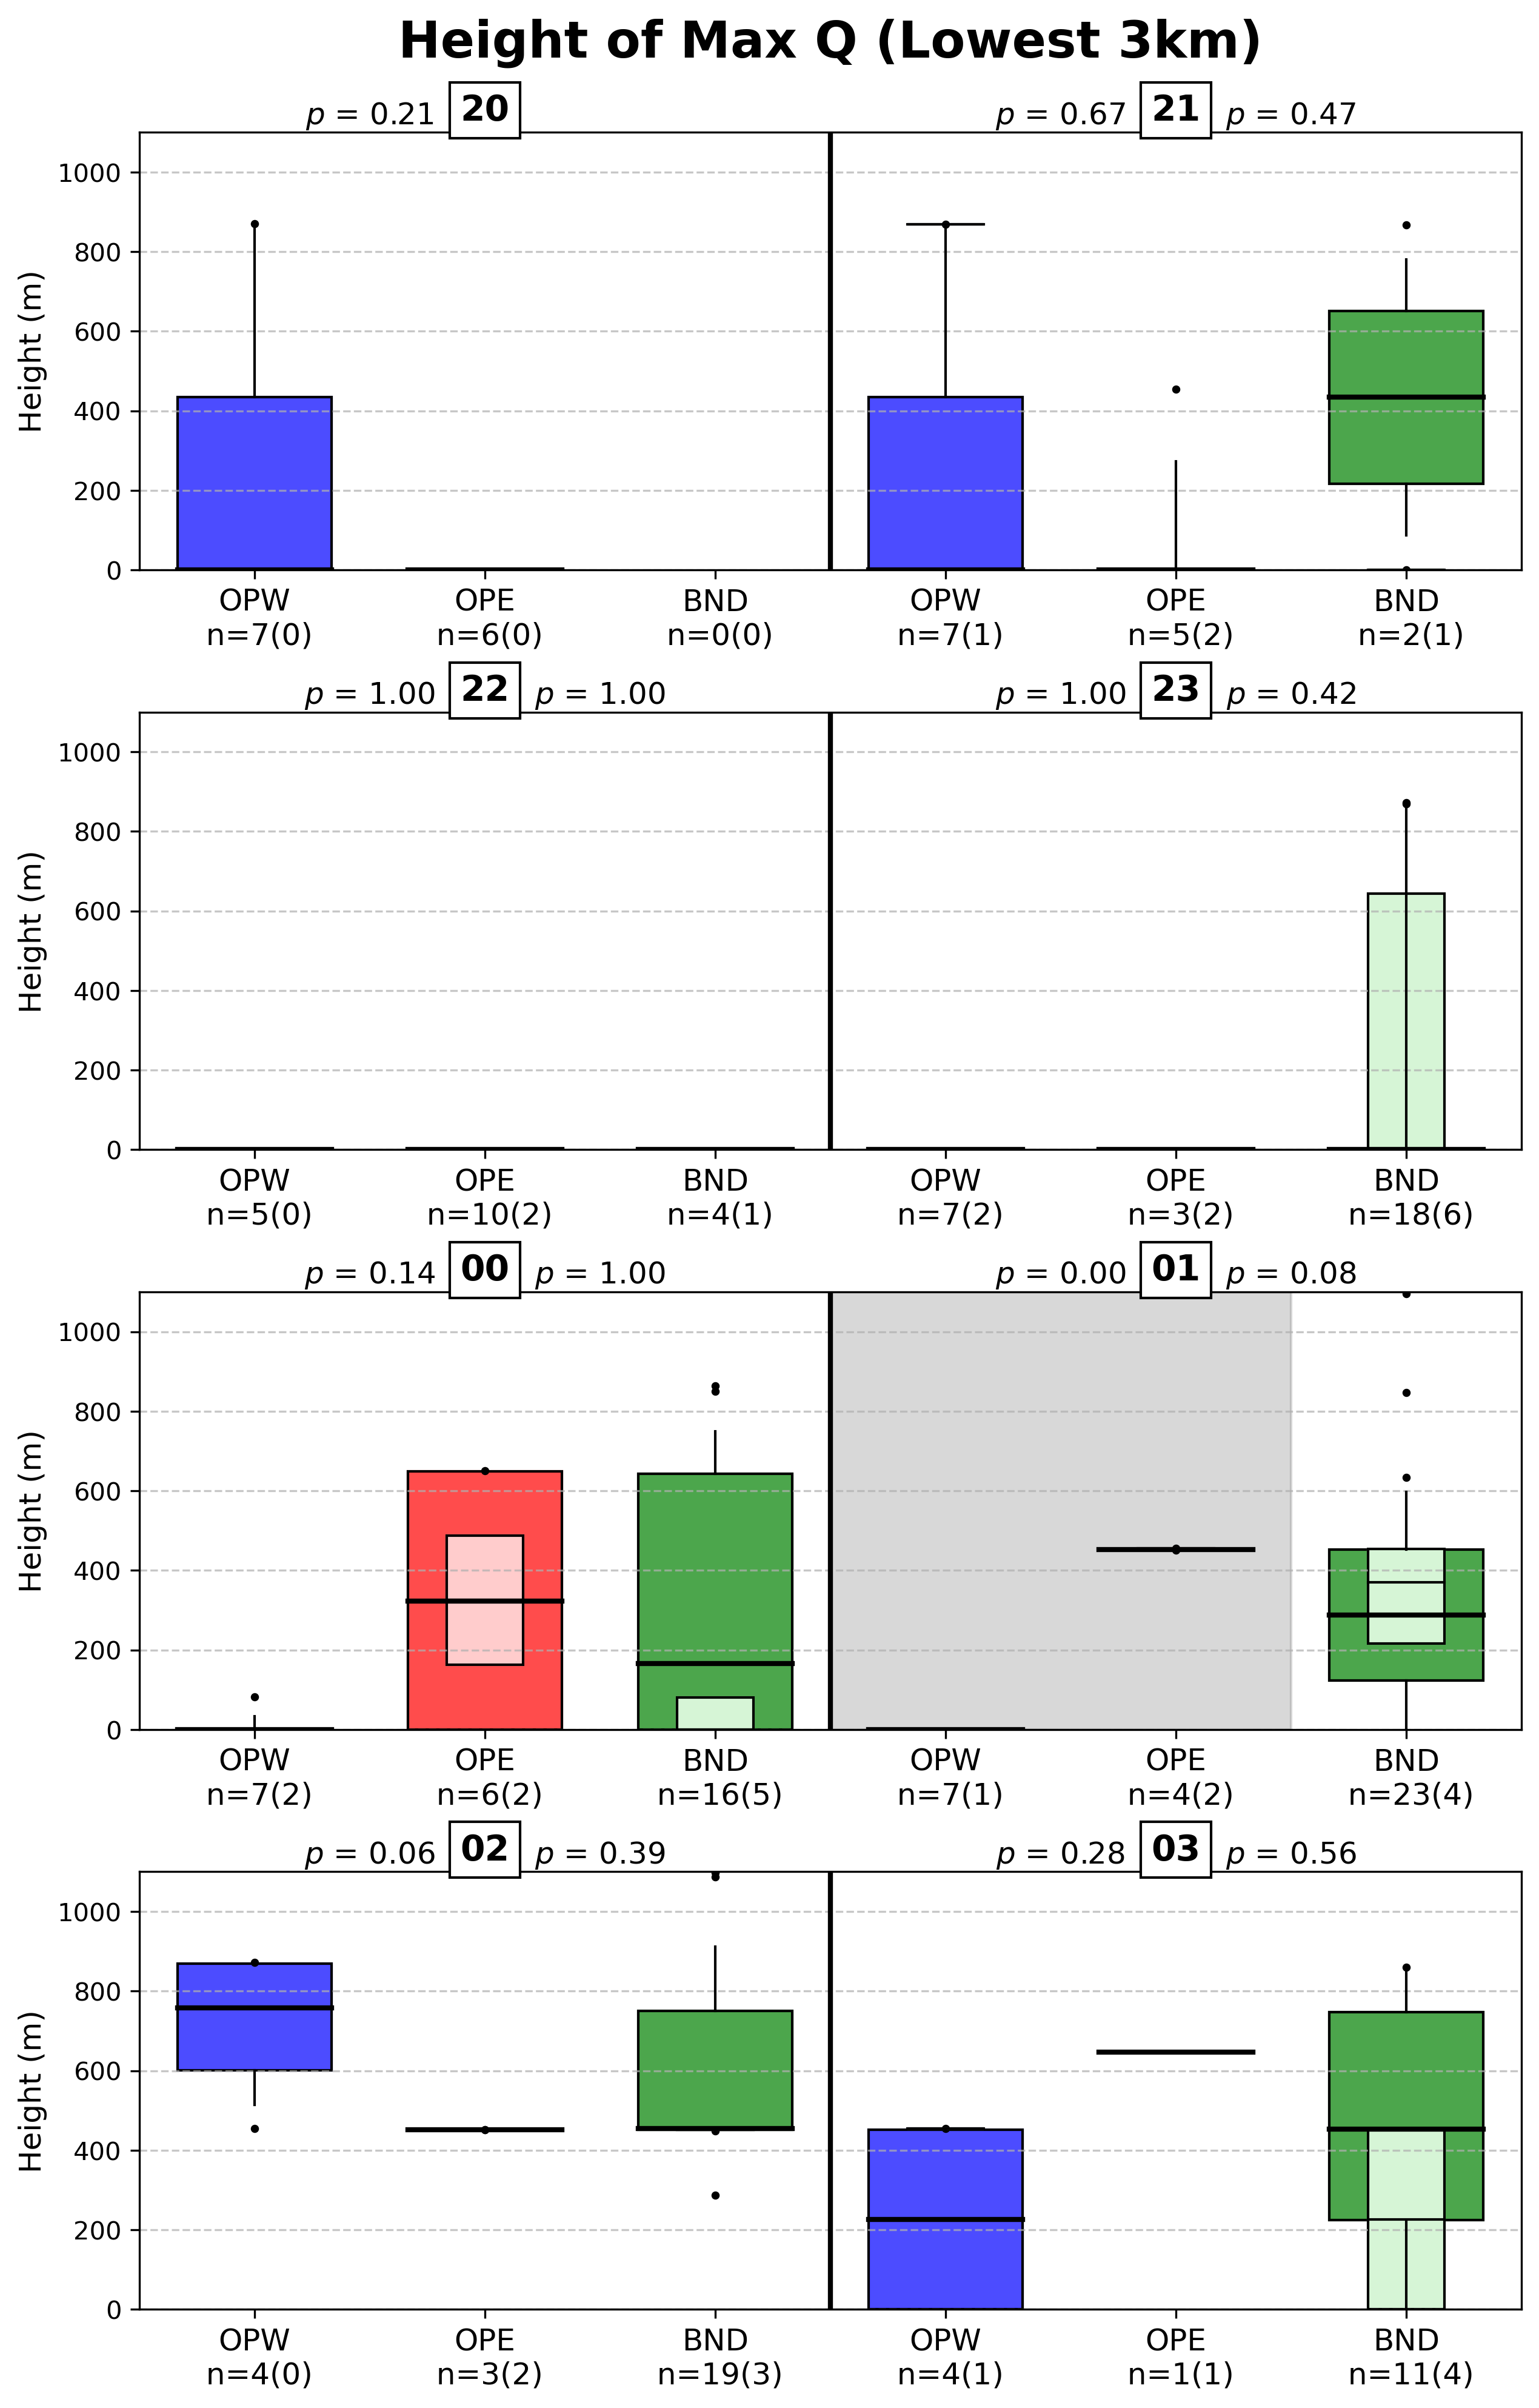 Height of Max Q (Lowest 3km)
p = 0.21 20
p = 0.67 21 p = 0.47
Height (m)
1000
800
600
400
200
0
OPW OPE BND OPW OPE BND
n=7(0) n=6(0) n=0(0) n=7(1) n=5(2) n=2(1)
p = 1.00 22 p = 1.00
p = 1.00 23 p = 0.42
Height (m)
1000
800
600
400
200
0
OPW OPE BND OPW OPE BND
n=5(0) n=10(2) n=4(1) n=7(2) n=3(2) n=18(6)
p = 0.14 00 p = 1.00
p = 0.00 01 p = 0.08
Height (m)
1000
800
600
400
200
0
OPW OPE BND OPW OPE BND
n=7(2) n=6(2) n=16(5) n=7(1) n=4(2) n=23(4)
p = 0.06 02 p = 0.39
p = 0.28 03 p = 0.56
Height (m)
1000
800
600
400
200
0
OPW OPE BND OPW OPE BND
n=4(0) n=3(2) n=19(3) n=4(1) n=1(1) n=11(4)